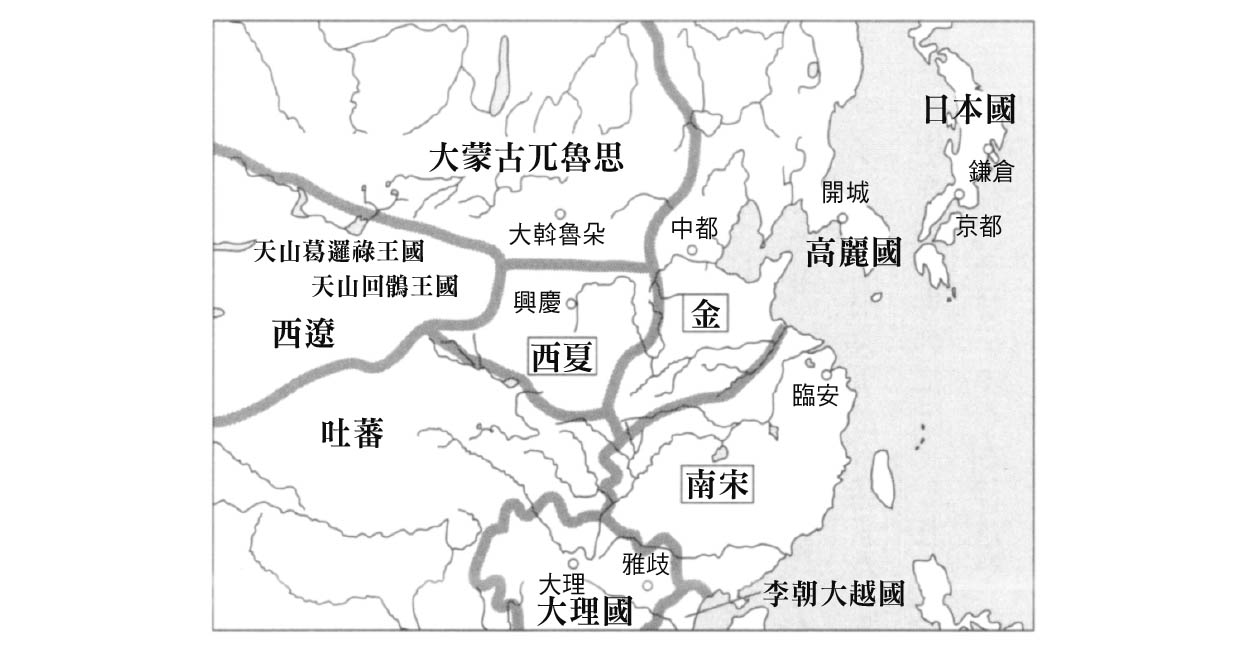 日本國
大蒙古兀魯思
鎌倉
開城
大斡魯朵
中都
京都
高麗國
天山葛邏祿王國
天山回鶻王國
興慶
金
西遼
西夏
臨安
吐蕃
南宋
雅歧
大理
李朝大越國
大理國